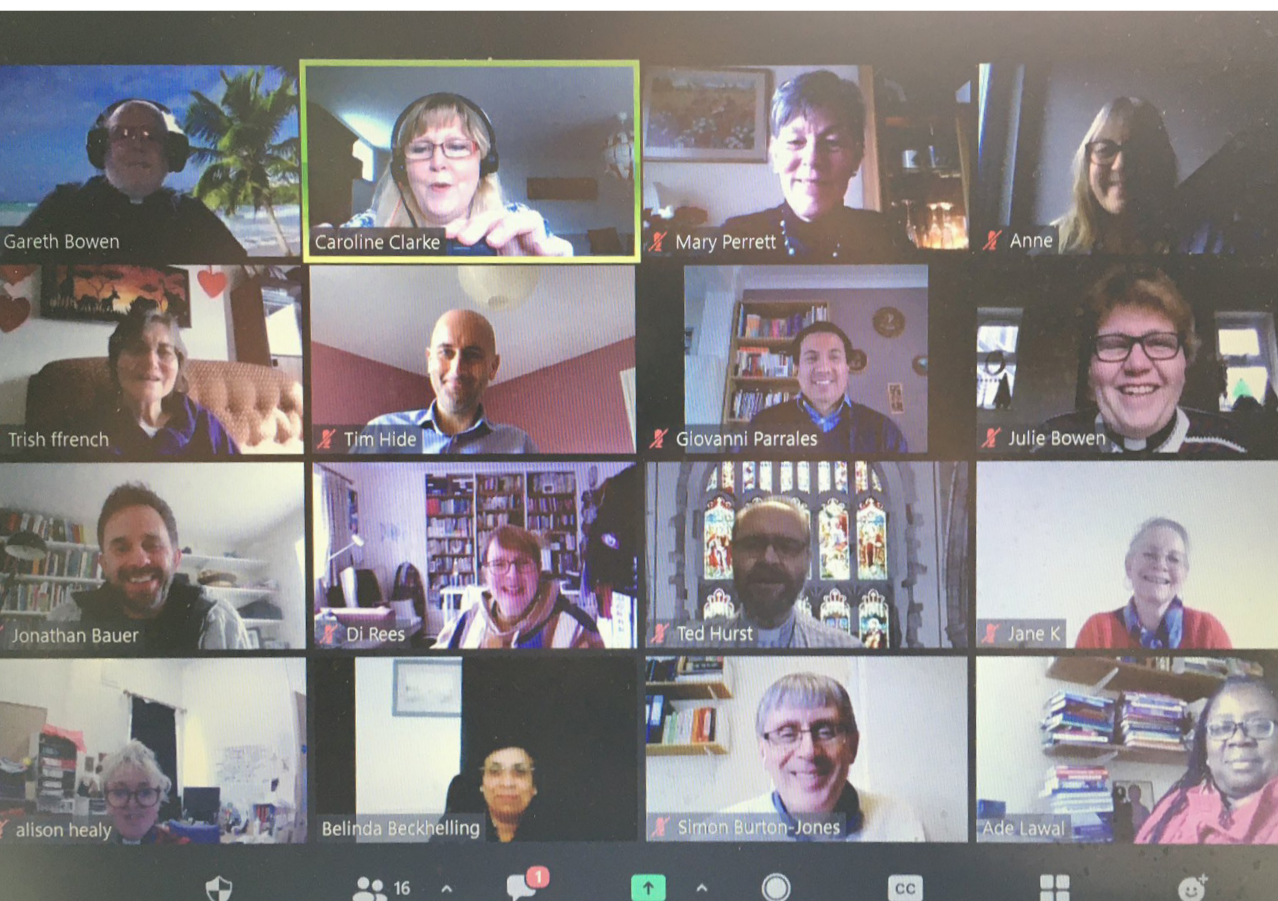 Gareth Bowen
Caroline Clarke
Mary Perrett
Anne
Trish ffrench
Tim Hide
Giovanni Parrales
Julie Bowen
Jonathan Bauer
Di Rees
Ted Hurst
Jane K
alison healy
Belinda Beckhelling
Simon Burton-Jones
Ade Lawal
16
1
CC